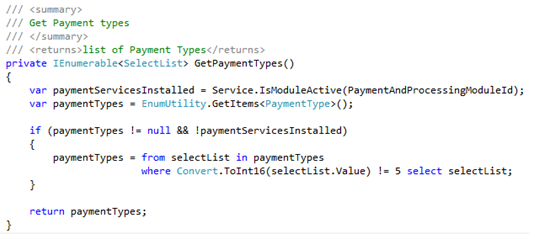 /// <summary>
/// Get Payment types
/// </summary>
/// <returns>list of Payment Types</returns>
private IEnumerable<SelectList> GetPaymentTypes()
{
    var paymentServicesInstalled = Service.IsModuleActive(PaymentAndProcessingModuleId);
    var paymentTypes = EnumUtility.GetItems<PaymentType>();

    if (paymentTypes != null && !paymentServicesInstalled)
    {
        paymentTypes = from selectList in paymentTypes
                       where Convert.ToInt16(selectList.Value) != 5 select selectList;
    }

    return paymentTypes;
}